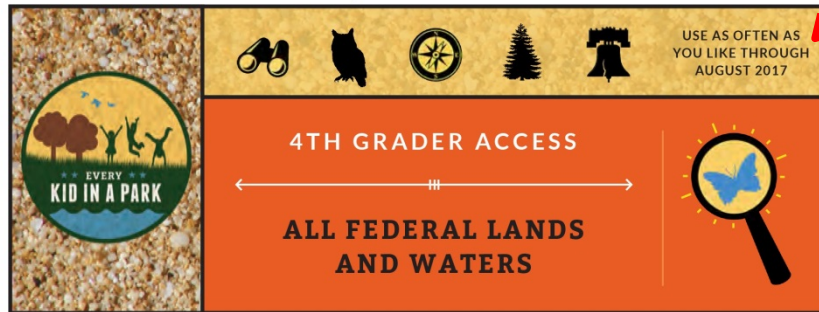 USE AS OFTEN AS
YOU LIKE THROUGH
AUGUST 2017
EVERY
KID IN A PARK
4TH GRADER ACCESS
ALL FEDERAL LANDS
AND WATERS